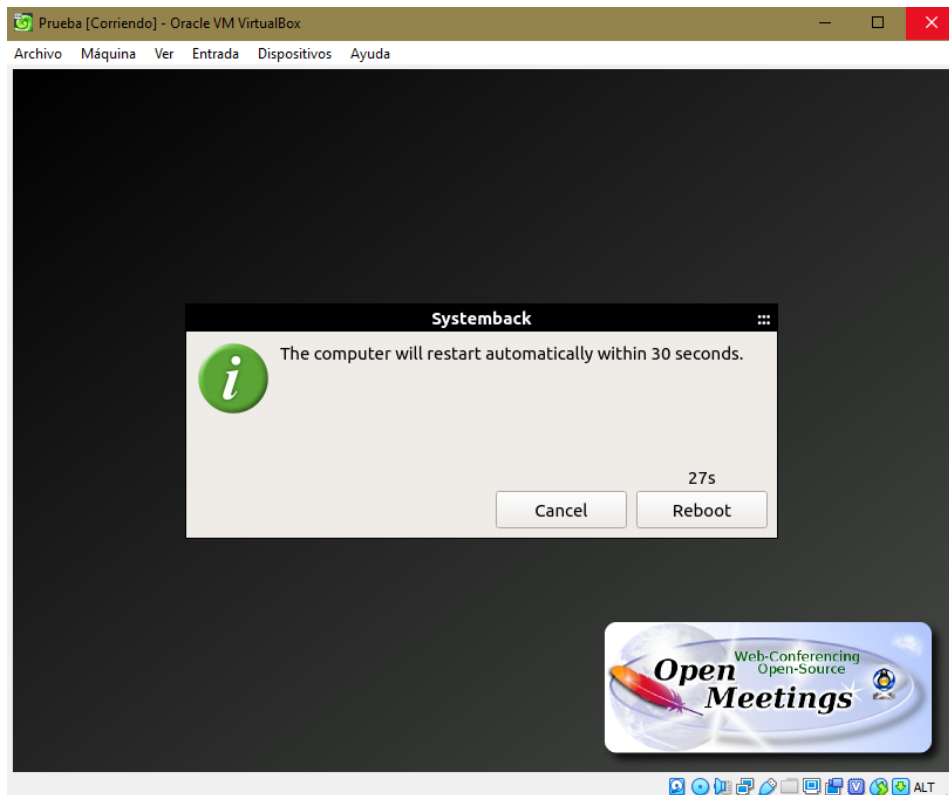 Prueba [Corriendo] - Oracle VM VirtualBox
Archivo Máquina Ver Entrada Dispositivos Ayuda
Systemback
The computer will restart automatically within 30 seconds.
27s
Cancel Reboot
Web-Conferencing
Open Open-Source
Meetings
ALT